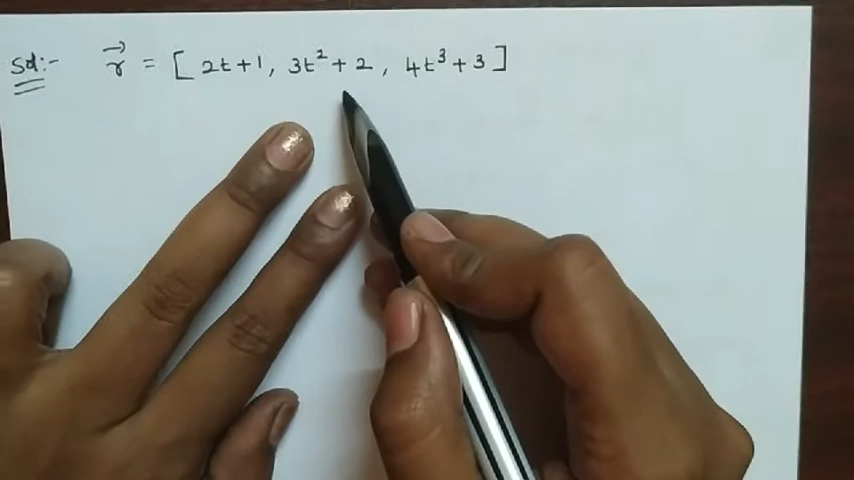 Sol:- r⃗ = [ 2t+1, 3t²+2, 4t³+3 ]